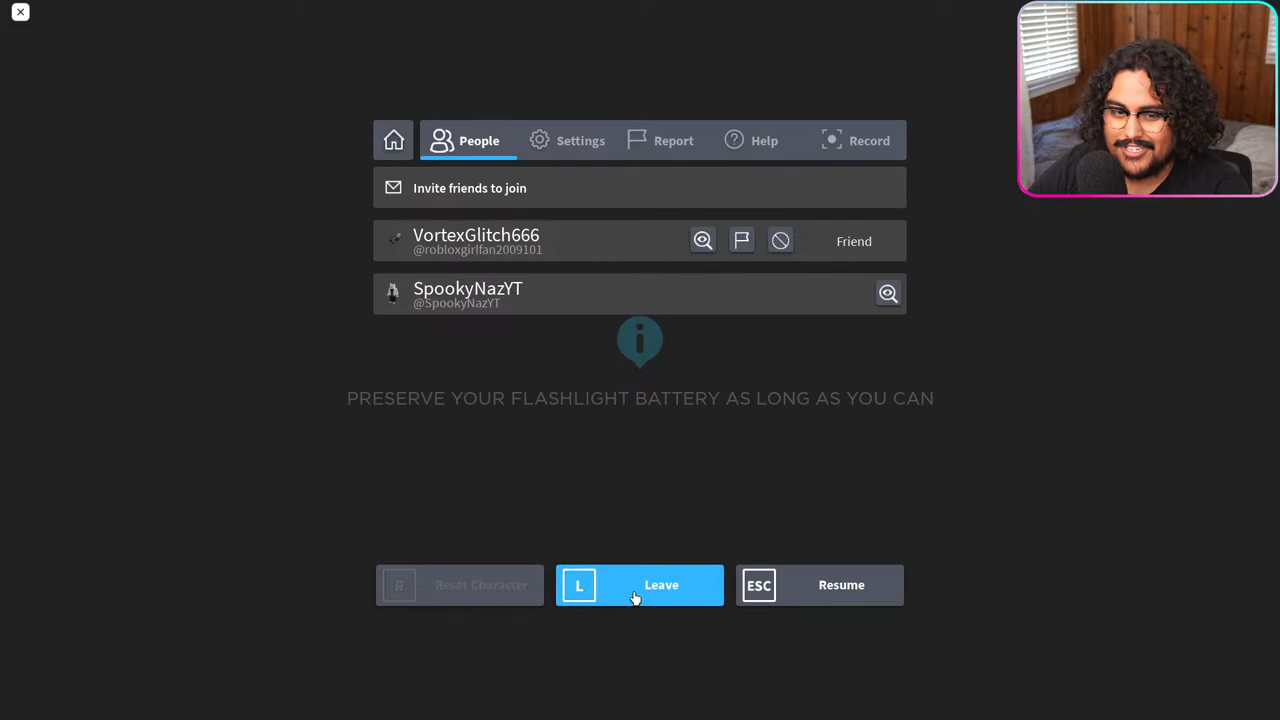 People
Settings
Report
Help
Record
Invite friends to join
VortexGlitch666
@robloxgirlfan2009101
Friend
SpookyNazYT
@SpookyNazYT
PRESERVE YOUR FLASHLIGHT BATTERY AS LONG AS YOU CAN
R Reset Character
L Leave
ESC Resume